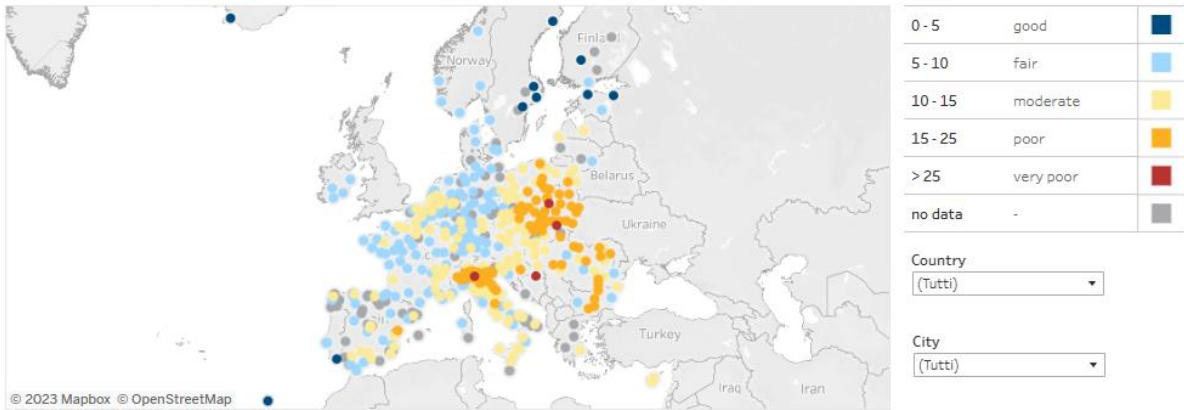 Finland
Norway
Belarus
Ukraine
Turkey
Iraq
Iran
© 2023 Mapbox © OpenStreetMap
0 - 5 good
5 - 10 fair
10 - 15 moderate
15 - 25 poor
> 25 very poor
no data -
Country
(Tutti)
City
(Tutti)